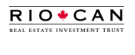 RIO CAN
REAL ESTATE INVESTMENT TRUST